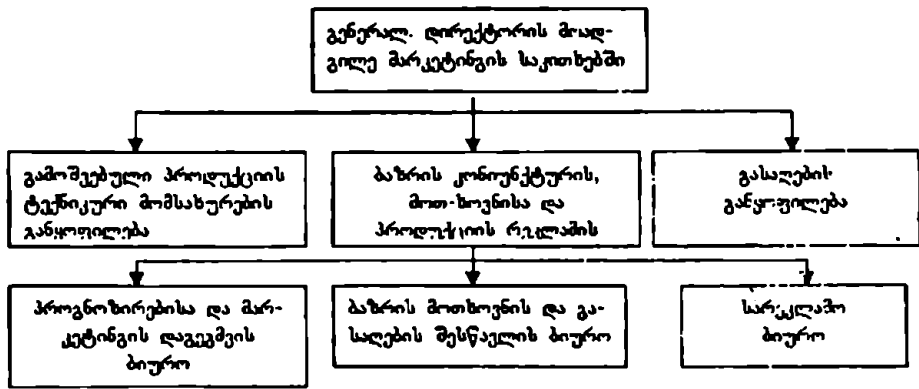 გენერალ. დირექტორის მოად-
გილე მარკეტინგის საკითხებში
გამოშვებული პროდუქციის
ტექნიკური მომსახურების
განყოფილება
ბაზრის კონიუნქტურის,
მოთ-ხოვნისა და
პროდუქციის რეკლამის
გასაღების
განყოფილება
პროგნოზირებისა და მარ-
კეტინგის დაგეგმვის
ბიურო
ბაზრის მოთხოვნის და გა-
საღების შესწავლის ბიურო
სარეკლამო
ბიურო